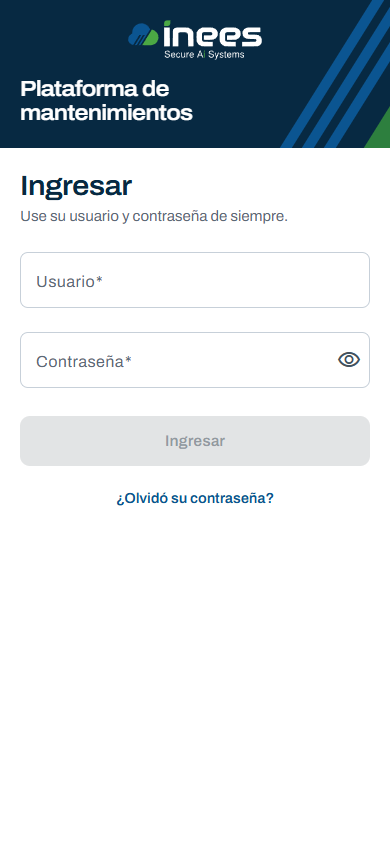 inees
Secure Ai Systems
Plataforma de
mantenimientos
Ingresar
Use su usuario y contraseña de siempre.
Usuario*
Contraseña*
Ingresar
¿Olvidó su contraseña?